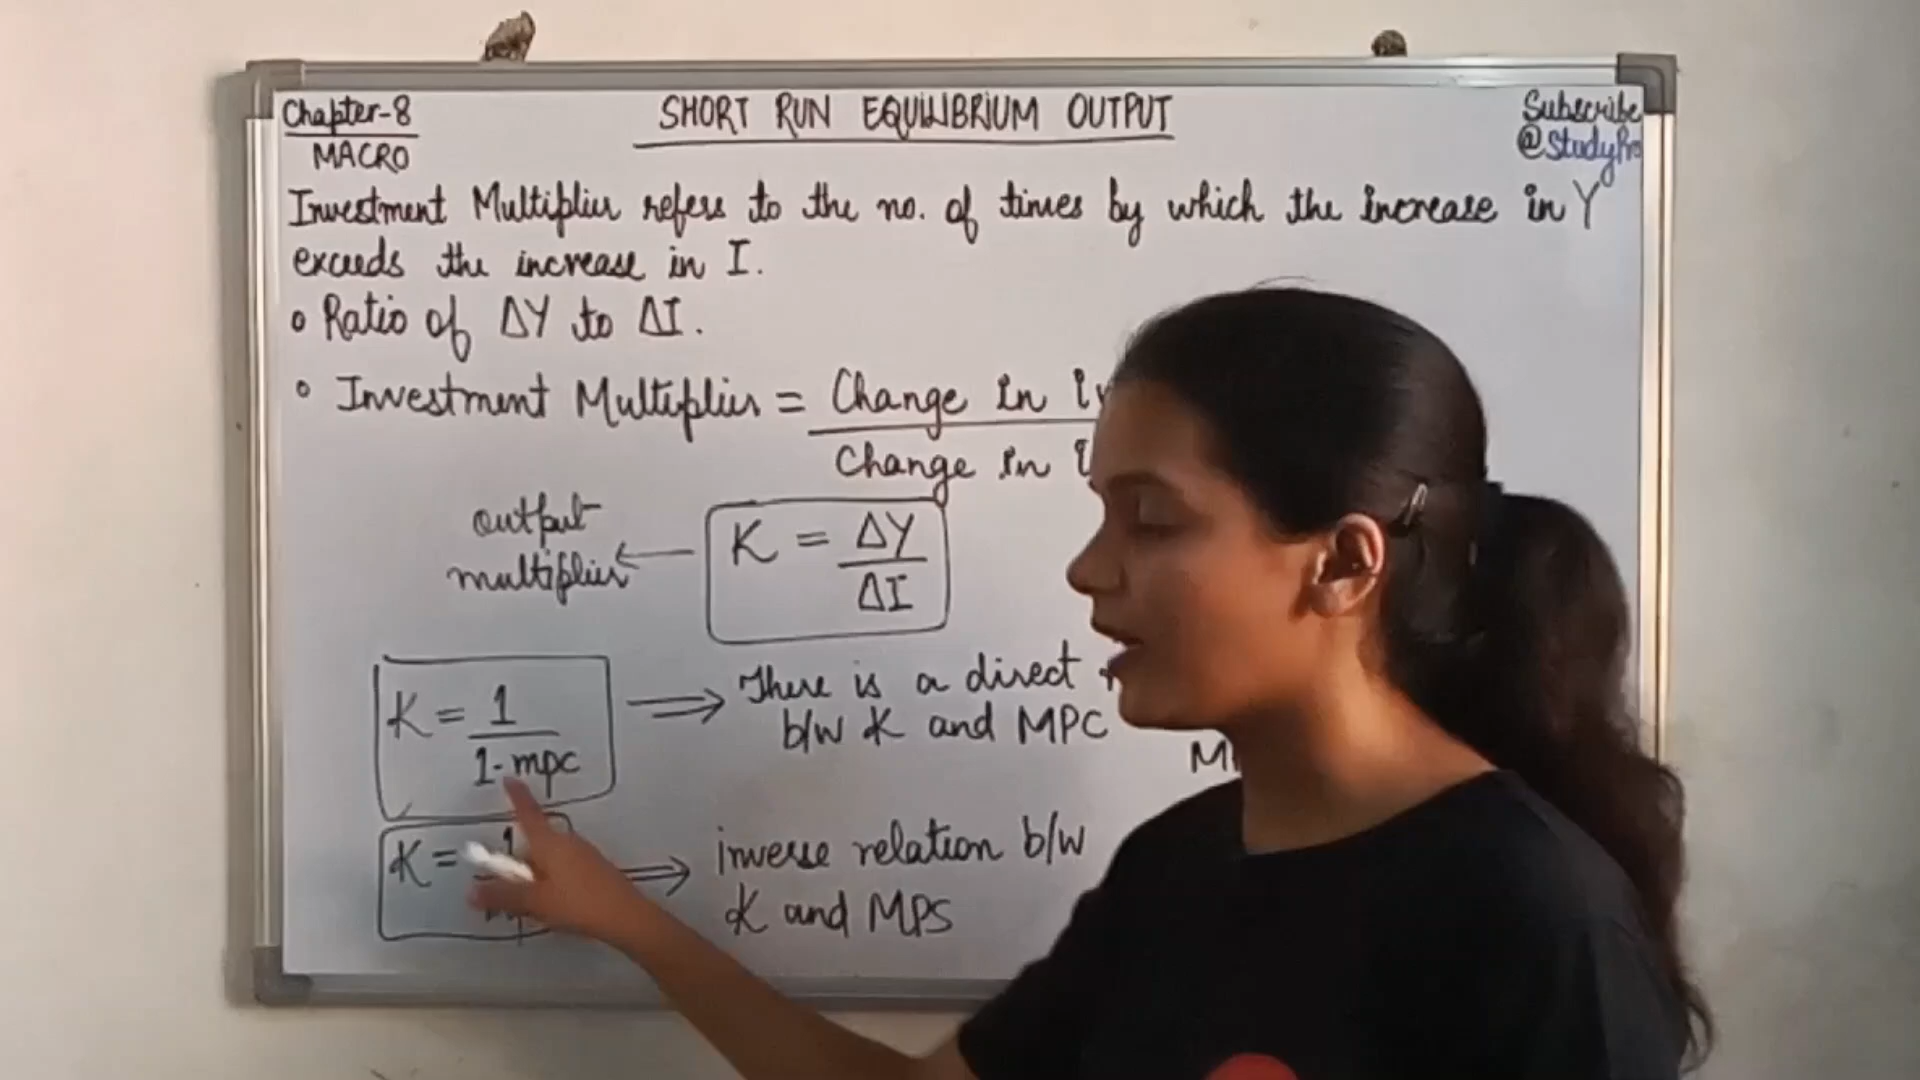 Chapter-8
MACRO
SHORT RUN EQUILIBRIUM OUTPUT
Subscribe
@StudyPro
Investment Multiplier refers to the no. of times by which the increase in Y
exceeds the increase in I.
Ratio of ΔY to ΔI.
Investment Multiplier = Change in
Change in
output
multiplier
K = ΔY
ΔI
K = 1
1-mpc
There is a direct
b/w K and MPC
K = 1
inverse relation b/w
K and MPS